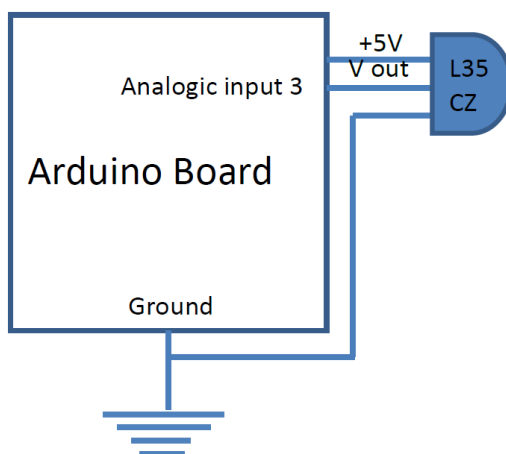 +5V
V out
L35
CZ
Analogic input 3
Arduino Board
Ground